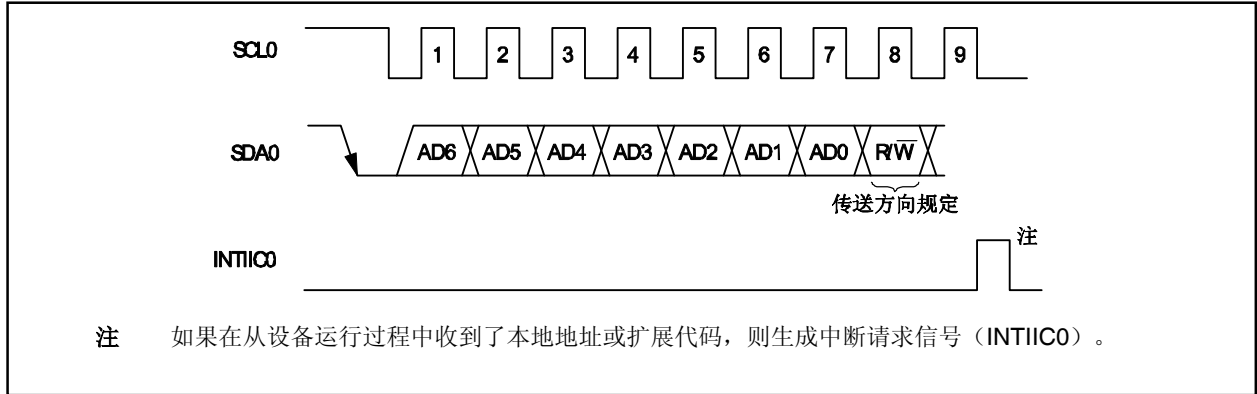 SCL0
1 2 3 4 5 6 7 8 9
SDA0
AD6 AD5 AD4 AD3 AD2 AD1 AD0 R/W̅
传送方向规定
INTIIC0
注
注 如果在从设备运行过程中收到了本地地址或扩展代码，则生成中断请求信号（INTIIC0）。